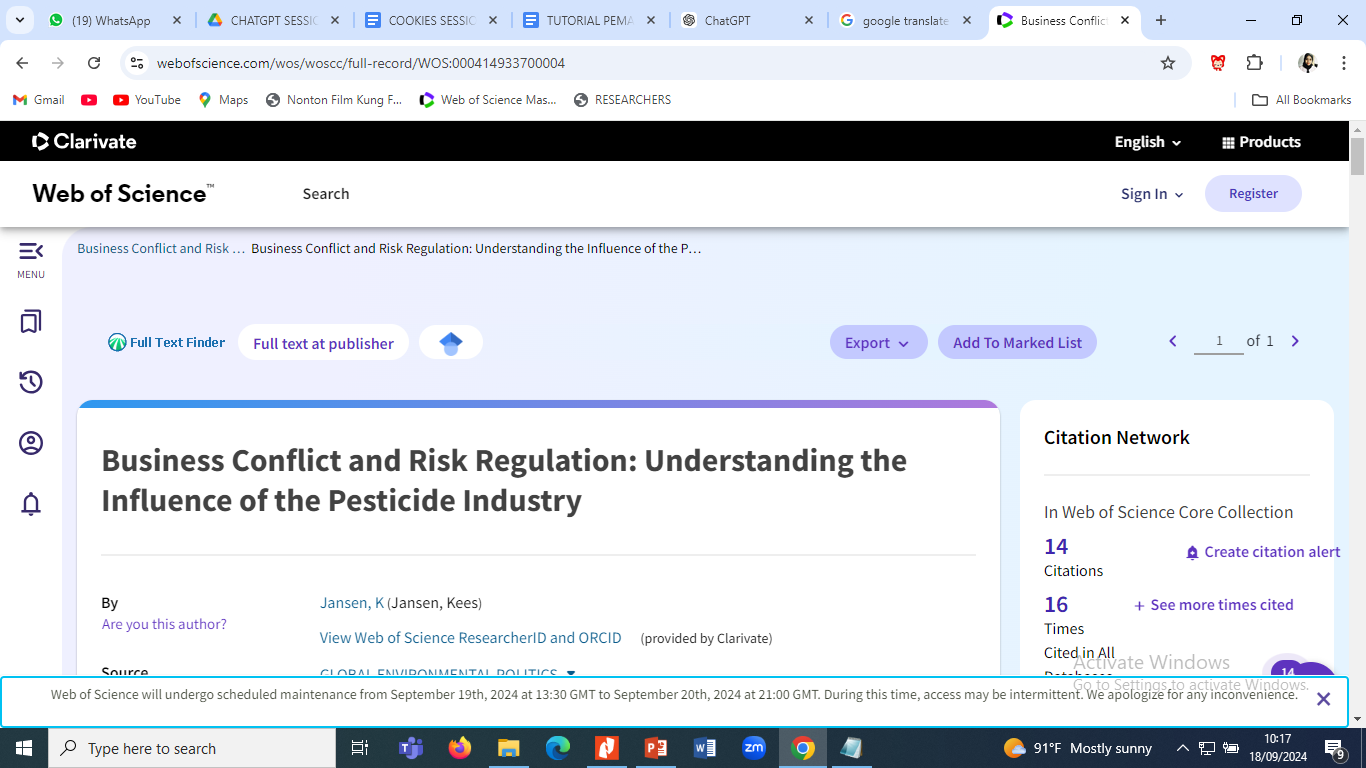 (19) WhatsApp
CHATGPT SESSIO
COOKIES SESSIO
TUTORIAL PEMA
ChatGPT
google translate
Business Conflict
webofscience.com/wos/woscc/full-record/WOS:000414933700004
Gmail
YouTube
Maps
Nonton Film Kung F...
Web of Science Mas...
RESEARCHERS
All Bookmarks
Clarivate
English
Products
Web of Science™
Search
Sign In
Register
MENU
Business Conflict and Risk ...
Business Conflict and Risk Regulation: Understanding the Influence of the P...
Full Text Finder
Full text at publisher
Export
Add To Marked List
1 of 1
Business Conflict and Risk Regulation: Understanding the
Influence of the Pesticide Industry
By
Are you this author?
Jansen, K (Jansen, Kees)
View Web of Science ResearcherID and ORCID (provided by Clarivate)
Source
GLOBAL ENVIRONMENTAL POLITICS
Citation Network
In Web of Science Core Collection
14
Citations
Create citation alert
16
Times
Cited in All
Databases
+ See more times cited
14
Activate Windows
Go to Settings to activate Windows.
Web of Science will undergo scheduled maintenance from September 19th, 2024 at 13:30 GMT to September 20th, 2024 at 21:00 GMT. During this time, access may be intermittent. We apologize for any inconvenience.
Type here to search
zm
91°F Mostly sunny
10:17
18/09/2024
9